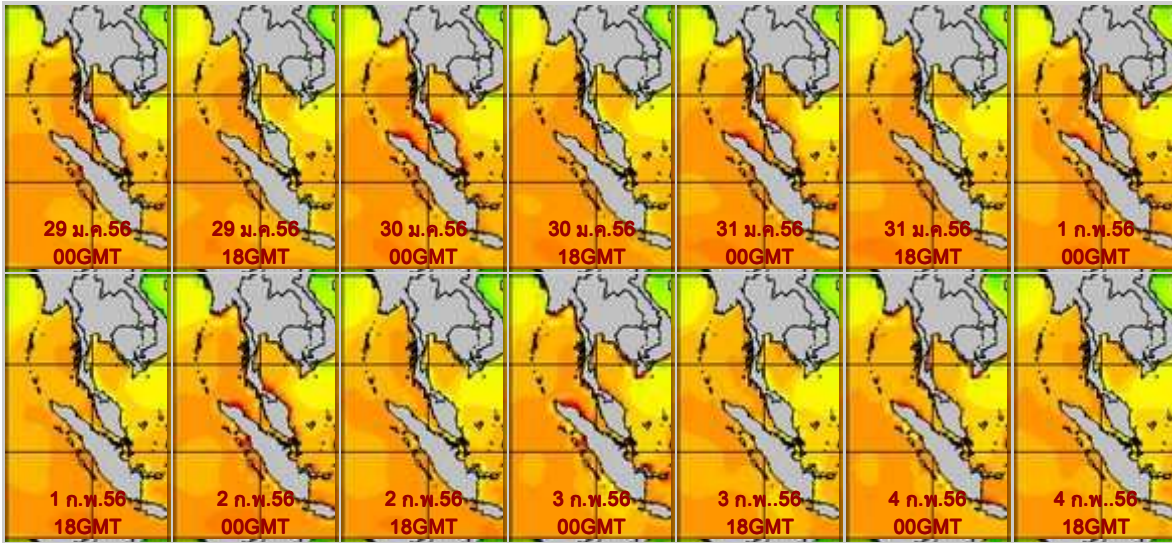 29 ม.ค.56
00GMT
29 ม.ค.56
18GMT
30 ม.ค.56
00GMT
30 ม.ค.56
18GMT
31 ม.ค.56
00GMT
31 ม.ค.56
18GMT
1 ก.พ.56
00GMT
1 ก.พ.56
18GMT
2 ก.พ.56
00GMT
2 ก.พ.56
18GMT
3 ก.พ.56
00GMT
3 ก.พ..56
18GMT
4 ก.พ.56
00GMT
4 ก.พ..56
18GMT